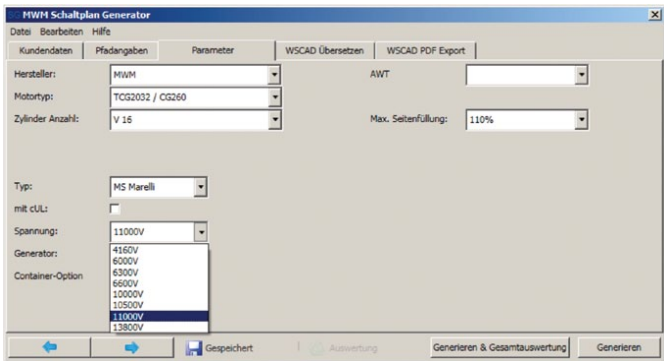 MWM Schaltplan Generator
Datei Bearbeiten Hilfe
Kundendaten Pfadangaben Parameter WSCAD Übersetzen WSCAD PDF Export
Hersteller: MWM AWT
Motortyp: TCG2032 / CG260
Zylinder Anzahl: V 16 Max. Seitenfüllung: 110%
Typ: MS Marelli
mit cUL:
Spannung: 11000V
Generator: 4160V
6000V
6300V
Container-Option 6600V
10000V
10500V
11000V
13800V
Gespeichert Auswertung Generieren & Gesamtauswertung Generieren